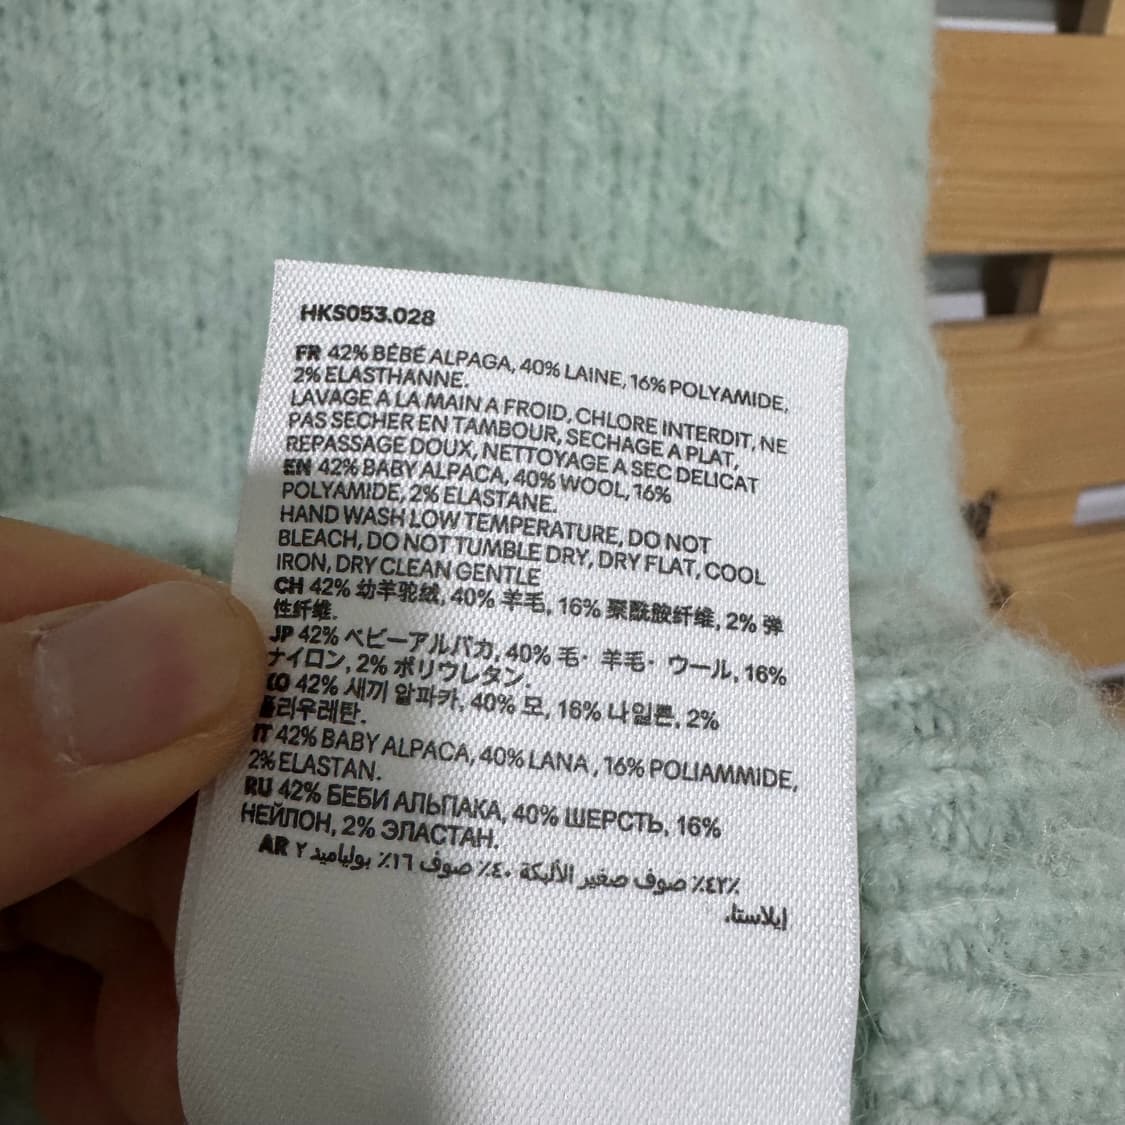 HKS053.028
FR 42% BÉBÉ ALPAGA, 40% LAINE, 16% POLYAMIDE,
2% ELASTHANNE.
LAVAGE A LA MAIN A FROID, CHLORE INTERDIT, NE
PAS SECHER EN TAMBOUR, SECHAGE A PLAT,
REPASSAGE DOUX, NETTOYAGE A SEC DELICAT
EN 42% BABY ALPACA, 40% WOOL, 16%
POLYAMIDE, 2% ELASTANE.
HAND WASH LOW TEMPERATURE, DO NOT
BLEACH, DO NOT TUMBLE DRY, DRY FLAT, COOL
IRON, DRY CLEAN GENTLE
CH 42% 幼羊驼绒, 40% 羊毛, 16% 聚酰胺纤维, 2% 弹
性纤维.
JP 42% ベビーアルパカ, 40% 毛・羊毛・ウール, 16%
ナイロン, 2% ポリウレタン.
KO 42% 새끼 알파카, 40% 모, 16% 나일론, 2%
폴리우레탄.
IT 42% BABY ALPACA, 40% LANA, 16% POLIAMMIDE,
2% ELASTAN.
RU 42% БЕБИ АЛЬПАКА, 40% ШЕРСТЬ, 16%
НЕЙЛОН, 2% ЭЛАСТАН.
AR ٪٤٢٪ صوف صغير الألبكة ٤٠٪ صوف ١٦٪ بولياميد ٢
إيلاستا.